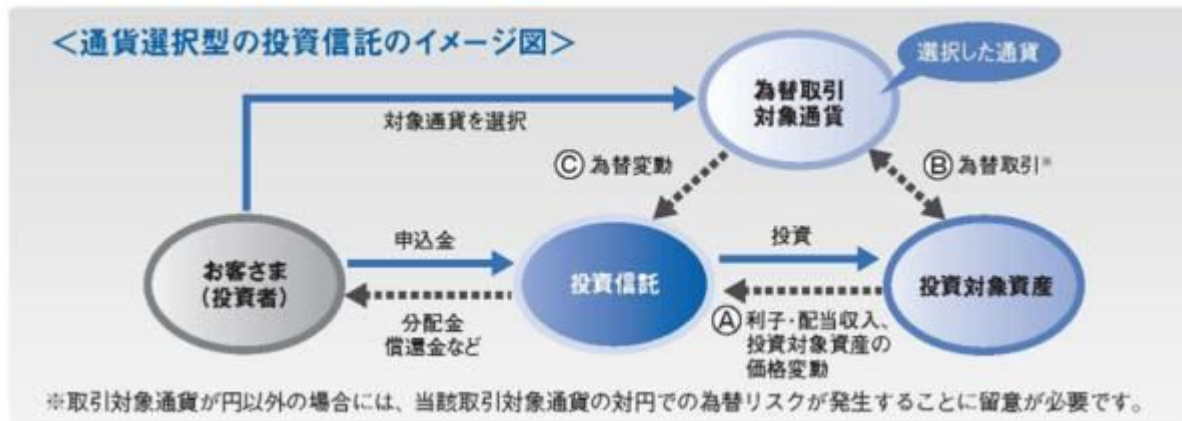 ＜通貨選択型の投資信託のイメージ図＞
選択した通貨
為替取引
対象通貨
対象通貨を選択
Ⓒ為替変動
Ⓑ為替取引※
申込金
投資
お客さま
（投資者）
投資信託
投資対象資産
分配金
償還金など
Ⓐ利子・配当収入、
投資対象資産の
価格変動
※取引対象通貨が円以外の場合には、当該取引対象通貨の対円での為替リスクが発生することに留意が必要です。